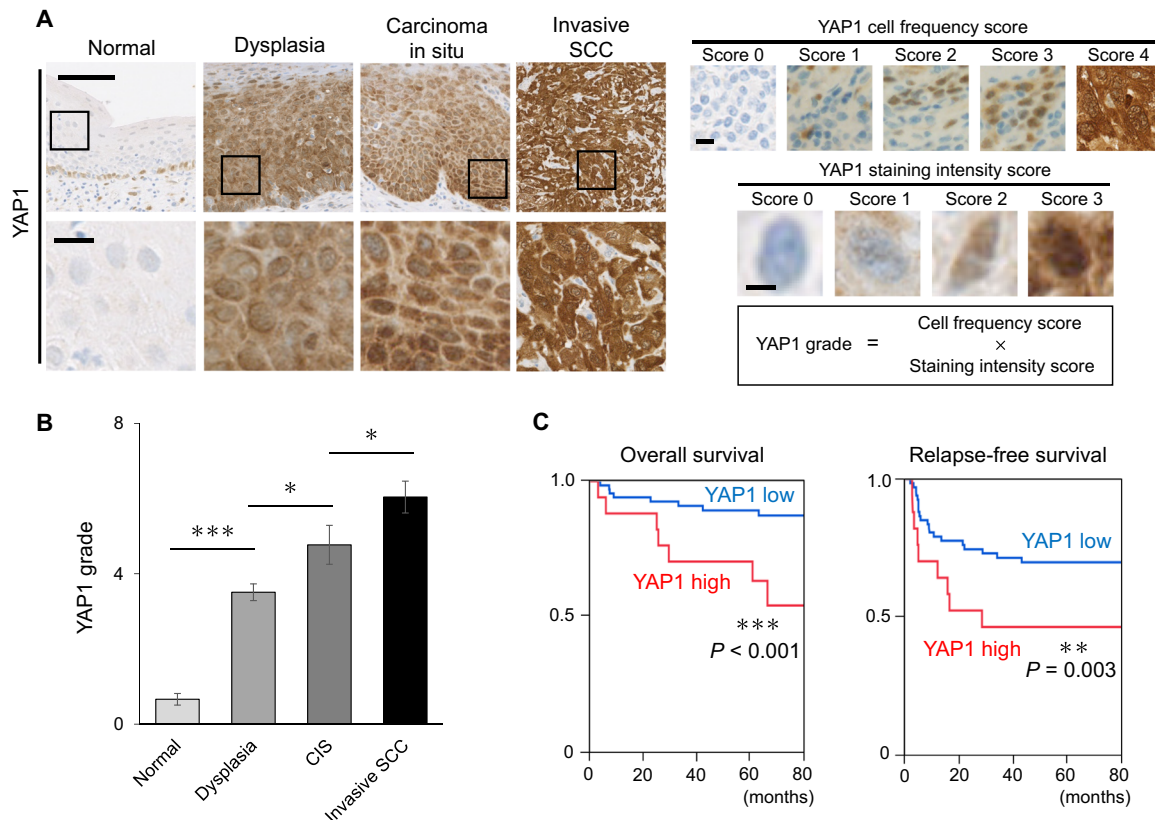 A
Normal
Dysplasia
Carcinoma
in situ
Invasive
SCC
YAP1
YAP1 cell frequency score
Score 0 Score 1 Score 2 Score 3 Score 4
YAP1 staining intensity score
Score 0 Score 1 Score 2 Score 3
YAP1 grade = Cell frequency score
×
Staining intensity score
B
YAP1 grade
8
4
0
***
*
*
Normal
Dysplasia
CIS
Invasive SCC
C
Overall survival
1.0
0.5
0
YAP1 low
YAP1 high
***
P < 0.001
0 20 40 60 80
(months)
Relapse-free survival
1.0
0.5
0
YAP1 low
YAP1 high
**
P = 0.003
0 20 40 60 80
(months)